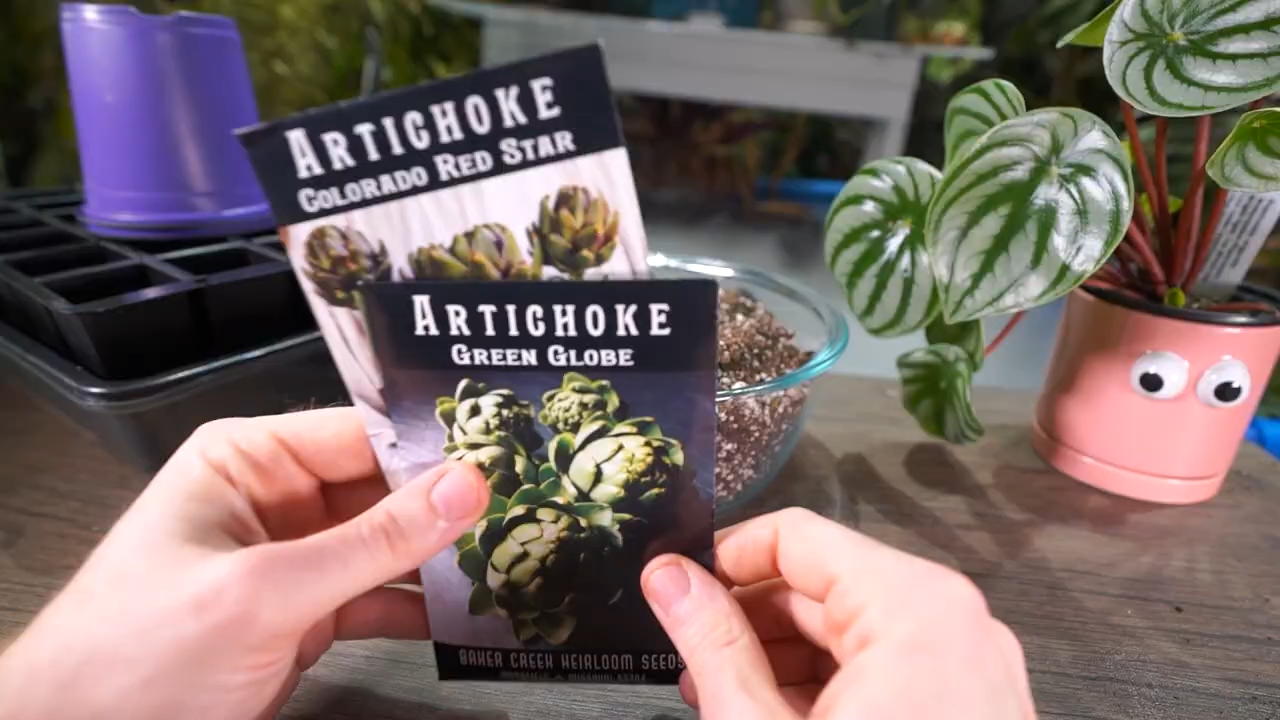 ARTICHOKE
COLORADO RED STAR
ARTICHOKE
GREEN GLOBE
BAKER CREEK HEIRLOOM SEEDS